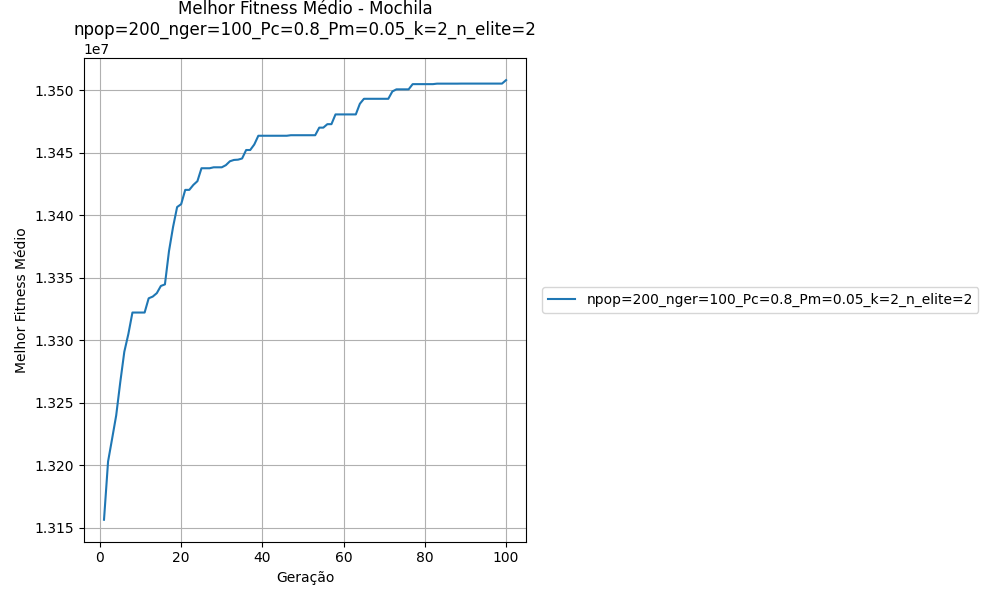 Melhor Fitness Médio - Mochila
npop=200_nger=100_Pc=0.8_Pm=0.05_k=2_n_elite=2
1e7
1.350
1.345
1.340
1.335
1.330
1.325
1.320
1.315
Melhor Fitness Médio
0 20 40 60 80 100
Geração
npop=200_nger=100_Pc=0.8_Pm=0.05_k=2_n_elite=2